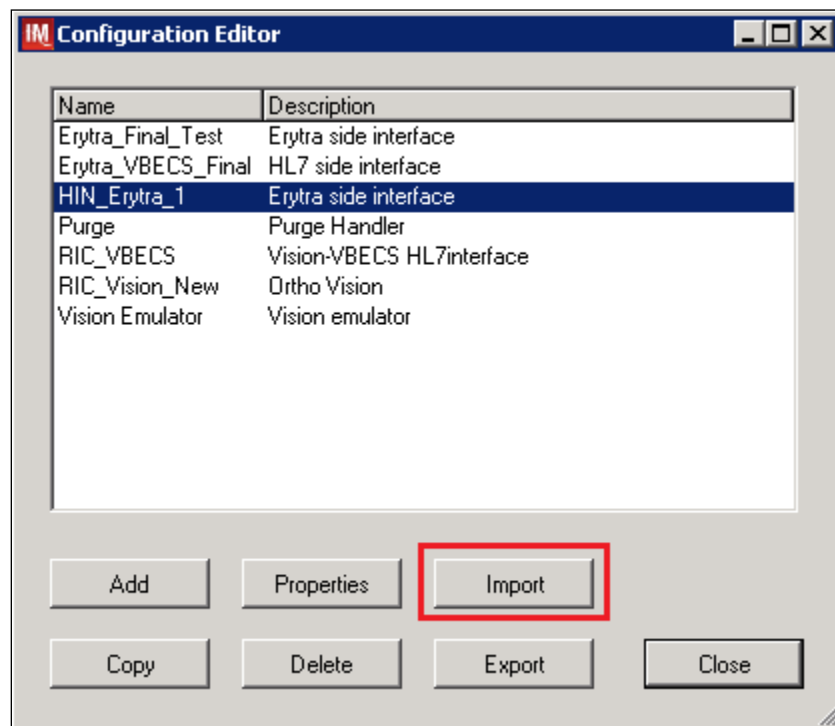 IM Configuration Editor
Name Description
Erytra_Final_Test Erytra side interface
Erytra_VBECS_Final HL7 side interface
HIN_Erytra_1 Erytra side interface
Purge Purge Handler
RIC_VBECS Vision-VBECS HL7interface
RIC_Vision_New Ortho Vision
Vision Emulator Vision emulator
Add Properties Import
Copy Delete Export Close